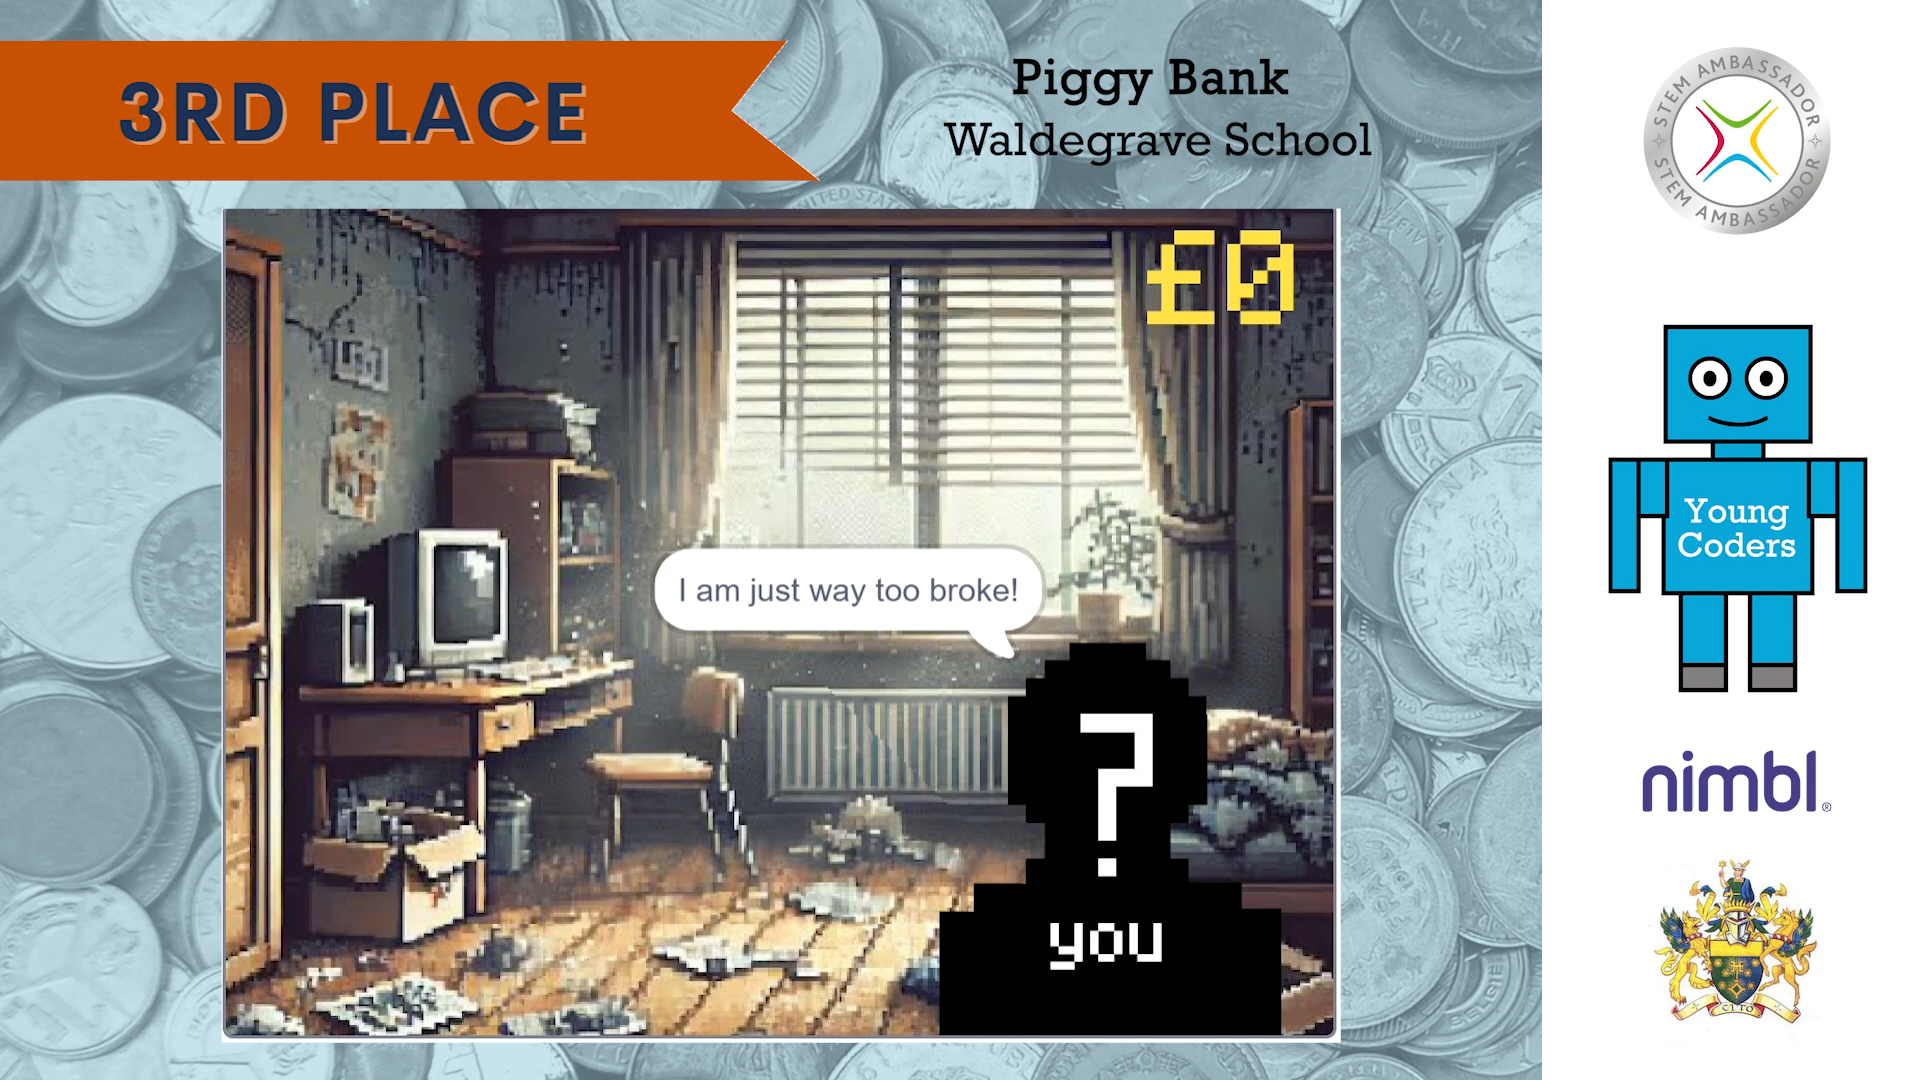 3RD PLACE
Piggy Bank
Waldegrave School
£0
I am just way too broke!
?
you
STEM AMBASSADOR
STEM AMBASSADOR
Young
Coders
nimbl®